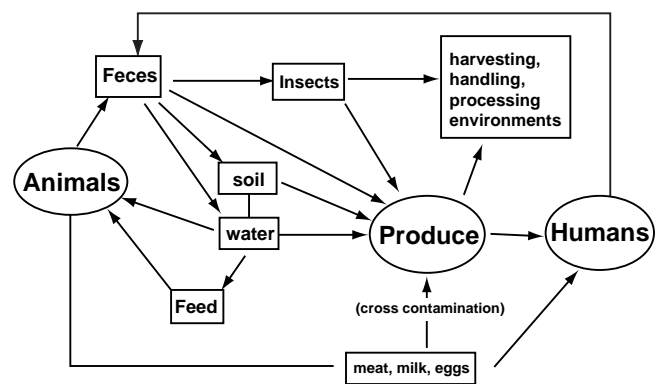 Feces
Insects
harvesting,
handling,
processing
environments
Animals
soil
water
Produce
Humans
Feed
(cross contamination)
meat, milk, eggs